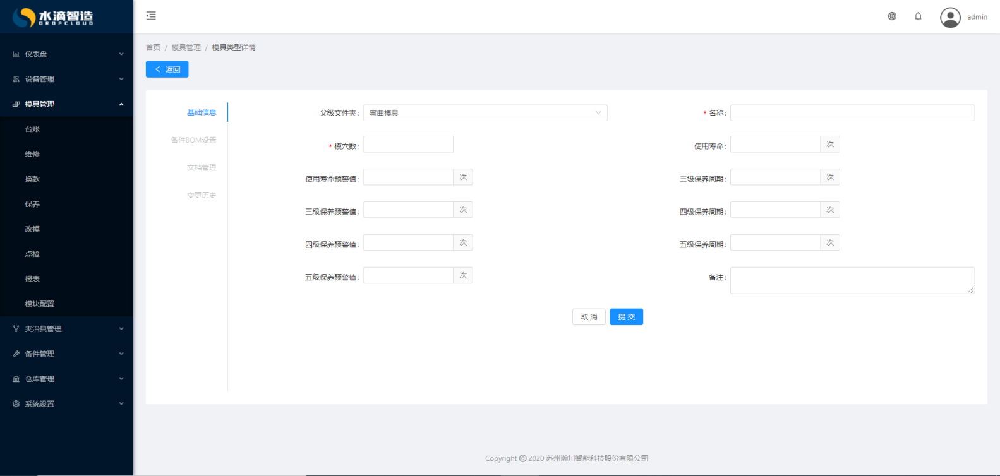 水滴智造
DROPCLOUD
admin
仪表盘
设备管理
模具管理
台账
维修
换款
保养
改模
点检
报表
模块配置
夹治具管理
备件管理
仓库管理
系统设置
首页 / 模具管理 / 模具类型详情
返回
基础信息
备件BOM设置
文档管理
变更历史
父级文件夹: 弯曲模具
* 名称:
* 模穴数:
使用寿命: 次
使用寿命预警值: 次
三级保养周期: 次
三级保养预警值: 次
四级保养周期: 次
四级保养预警值: 次
五级保养周期: 次
五级保养预警值: 次
备注:
取 消
提 交
Copyright © 2020 苏州瀚川智能科技股份有限公司